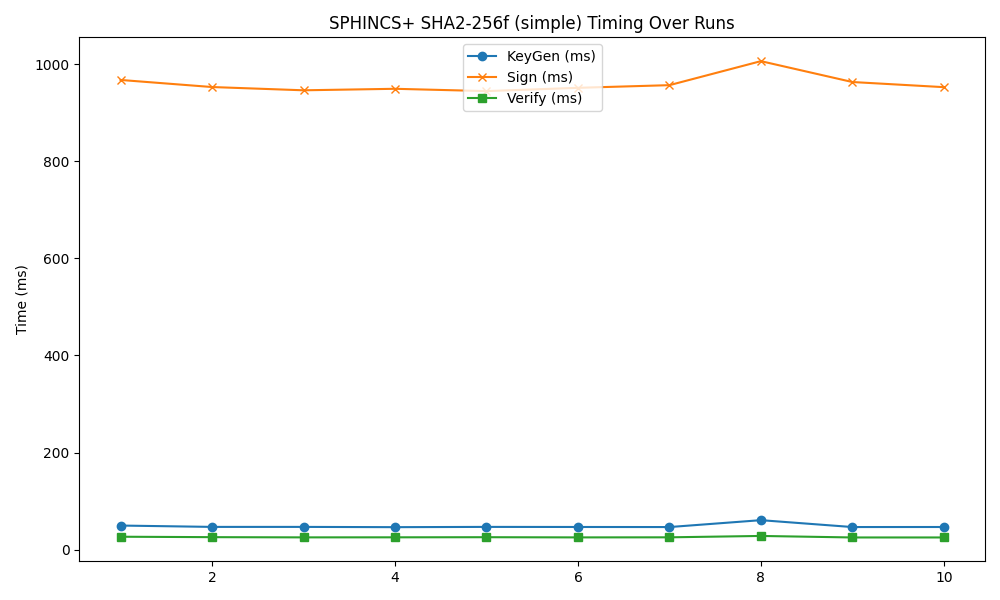 SPHINCS+ SHA2-256f (simple) Timing Over Runs
KeyGen (ms)
Sign (ms)
Verify (ms)
Time (ms)
1000
800
600
400
200
0
2
4
6
8
10